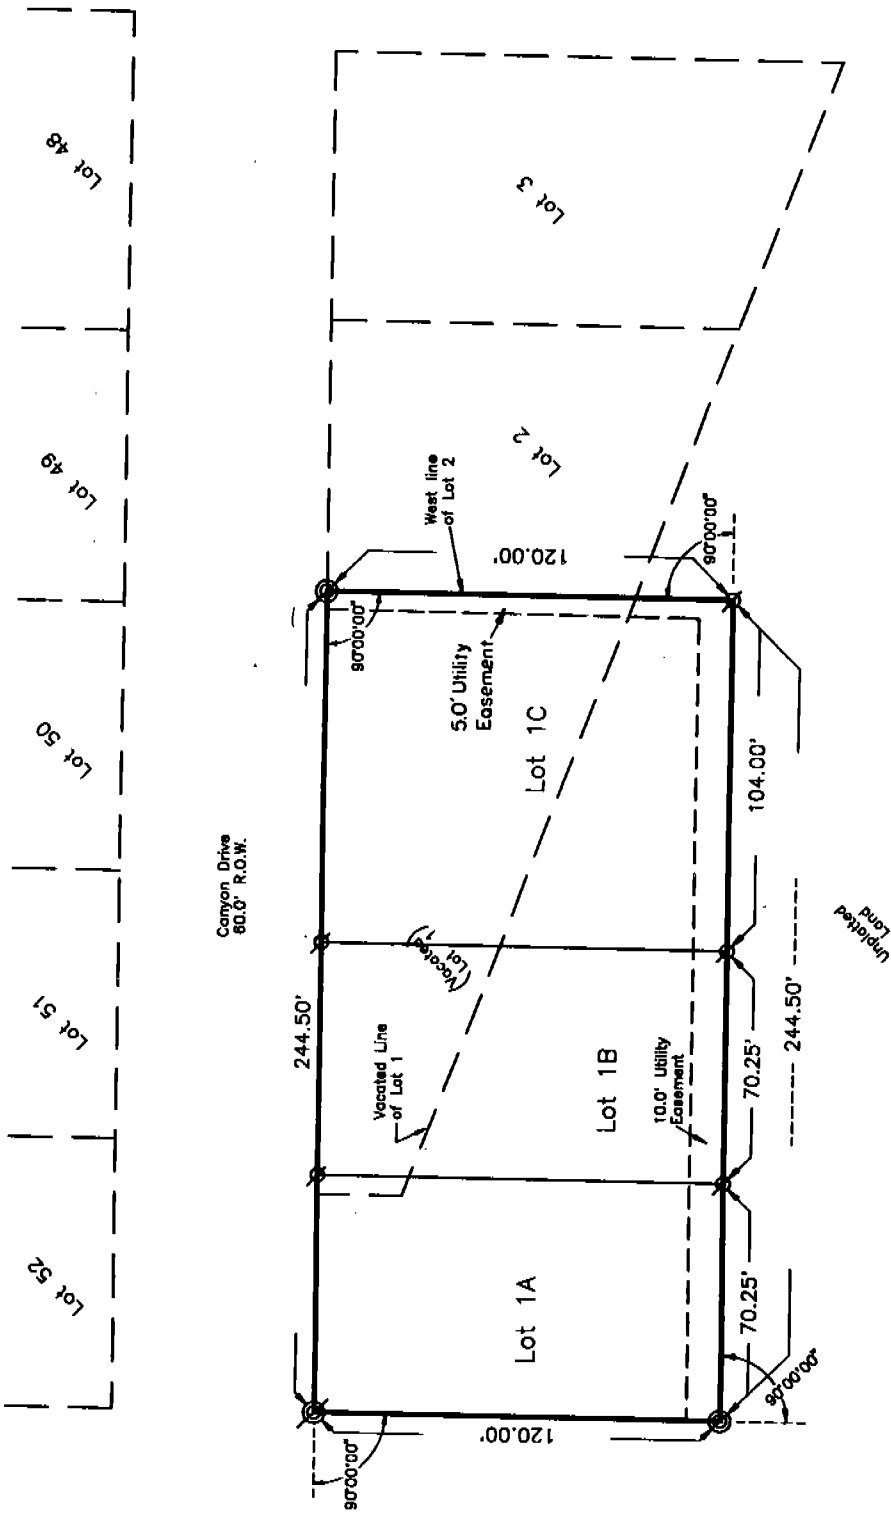 Lot 48
Lot 49
Lot 50
Lot 51
Lot 52
Lot 3
Lot 2
West line
of Lot 2
120.00'
90°00'00"
90°00'00"
5.0' Utility
Easement
Lot 1C
104.00'
Canyon Drive
60.0' R.O.W.
(Vacated
Lot 1)
244.50'
Vacated Line
of Lot 1
Lot 1B
10.0' Utility
Easement
70.25'
244.50'
Unplatted
Land
Lot 1A
70.25'
120.00'
90°00'00"
90°00'00"